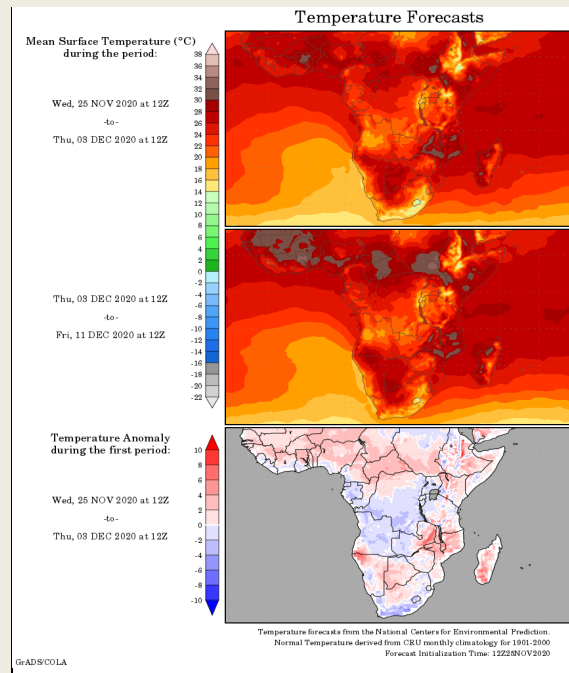 Temperature Forecasts
Mean Surface Temperature (°C)
during the period:
Wed, 25 NOV 2020 at 12Z
-to-
Thu, 03 DEC 2020 at 12Z
38
36
34
32
30
28
26
24
22
20
18
16
14
12
10
8
6
4
2
0
-2
-4
-6
-8
-10
-12
-14
-16
-18
-20
-22
Thu, 03 DEC 2020 at 12Z
-to-
Fri, 11 DEC 2020 at 12Z
Temperature Anomaly
during the first period:
Wed, 25 NOV 2020 at 12Z
-to-
Thu, 03 DEC 2020 at 12Z
10
8
6
4
2
0
-2
-4
-6
-8
-10
Temperature forecasts from the National Centers for Environmental Prediction.
Normal Temperature derived from CRU monthly climatology for 1901-2000
Forecast Initialization Time: 12Z25NOV2020
GrADS/COLA